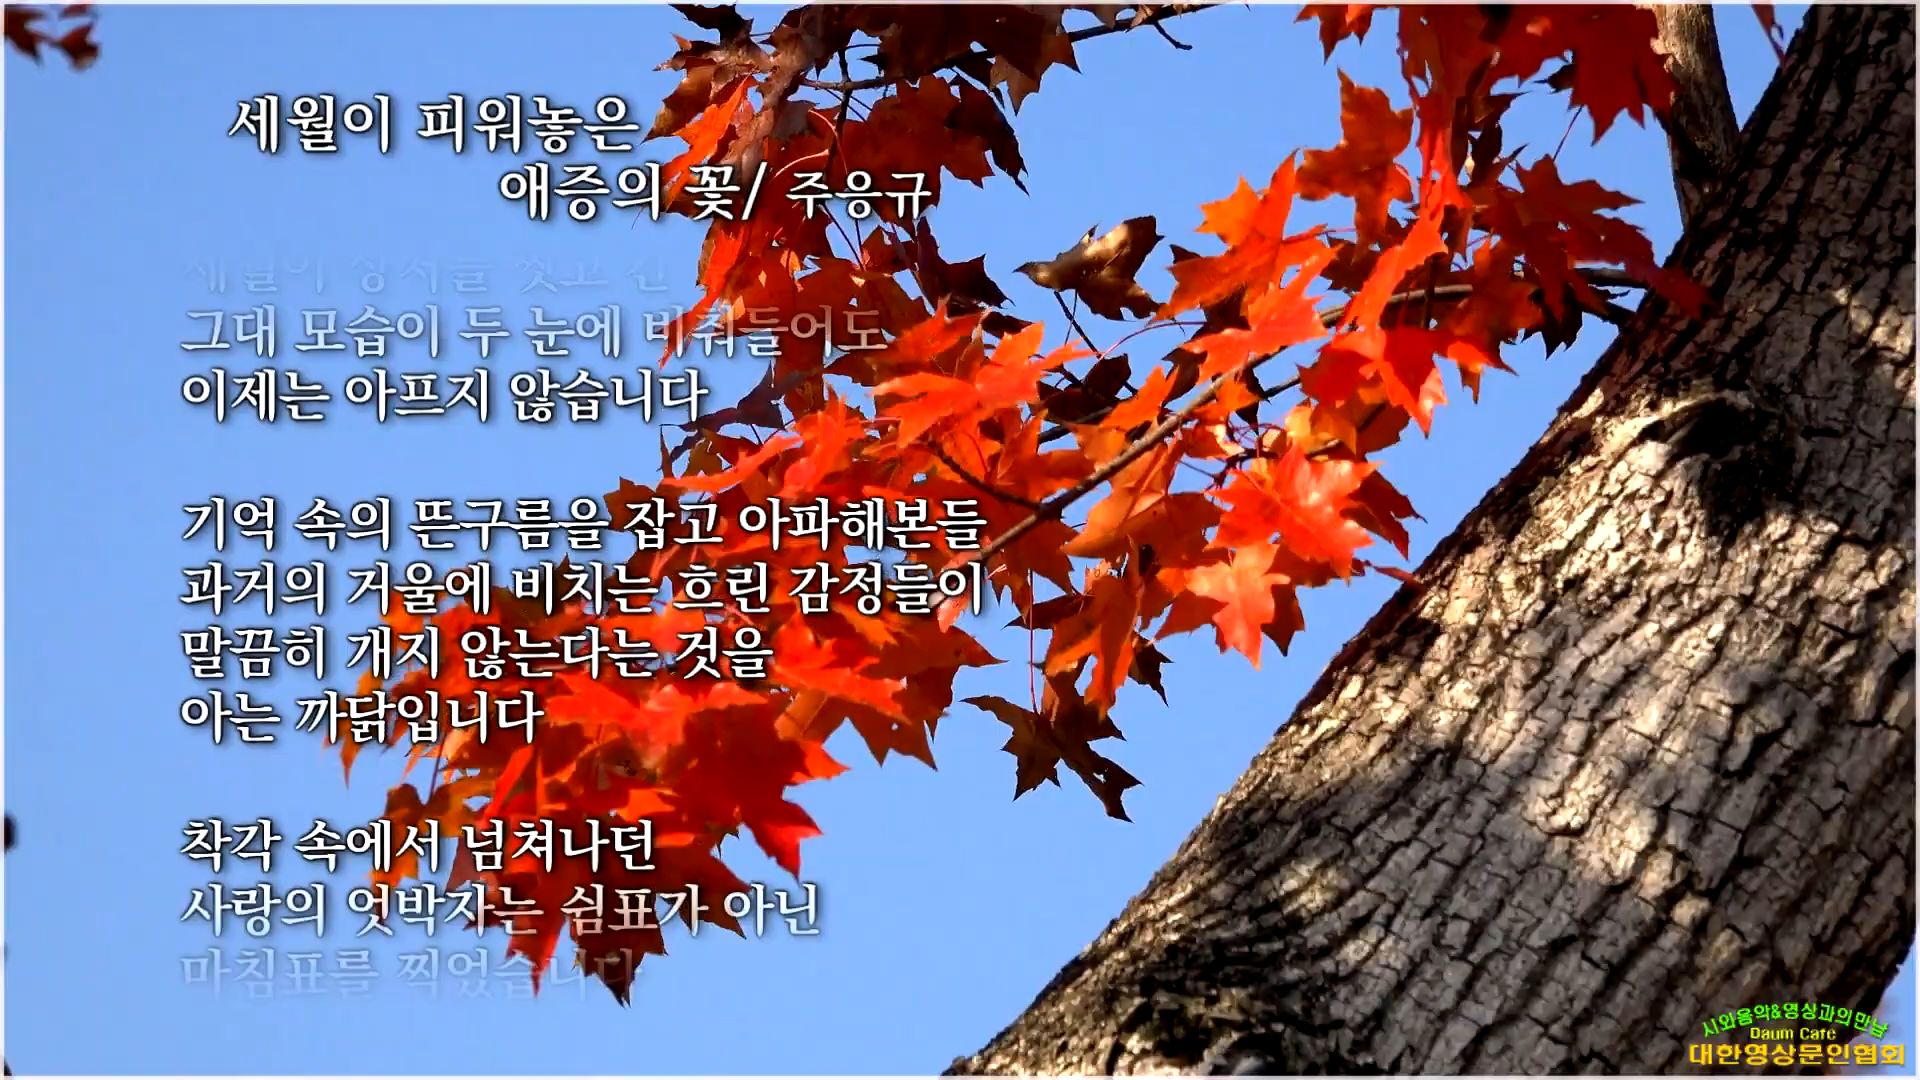 세월이 피워놓은
애증의 꽃/ 주응규
그대 모습이 두 눈에 비춰들어도
이제는 아프지 않습니다
기억 속의 뜬구름을 잡고 아파해본들
과거의 거울에 비치는 흐린 감정들이
말끔히 개지 않는다는 것을
아는 까닭입니다
착각 속에서 넘쳐나던
사랑의 엇박자는 쉼표가 아닌
마침표를 찍었습니다
시와음악&영상과의만남
Daum Cafe
대한영상문인협회